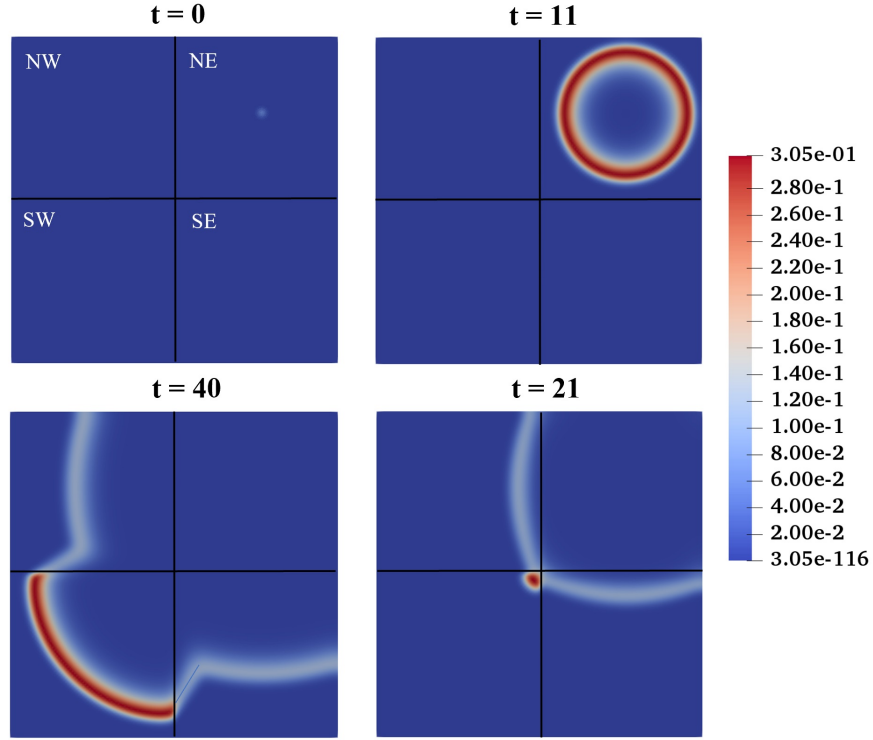 t = 0
t = 11
NW
NE
SW
SE
3.05e-01
2.80e-1
2.60e-1
2.40e-1
2.20e-1
2.00e-1
1.80e-1
1.60e-1
1.40e-1
1.20e-1
1.00e-1
8.00e-2
6.00e-2
4.00e-2
2.00e-2
3.05e-116
t = 40
t = 21